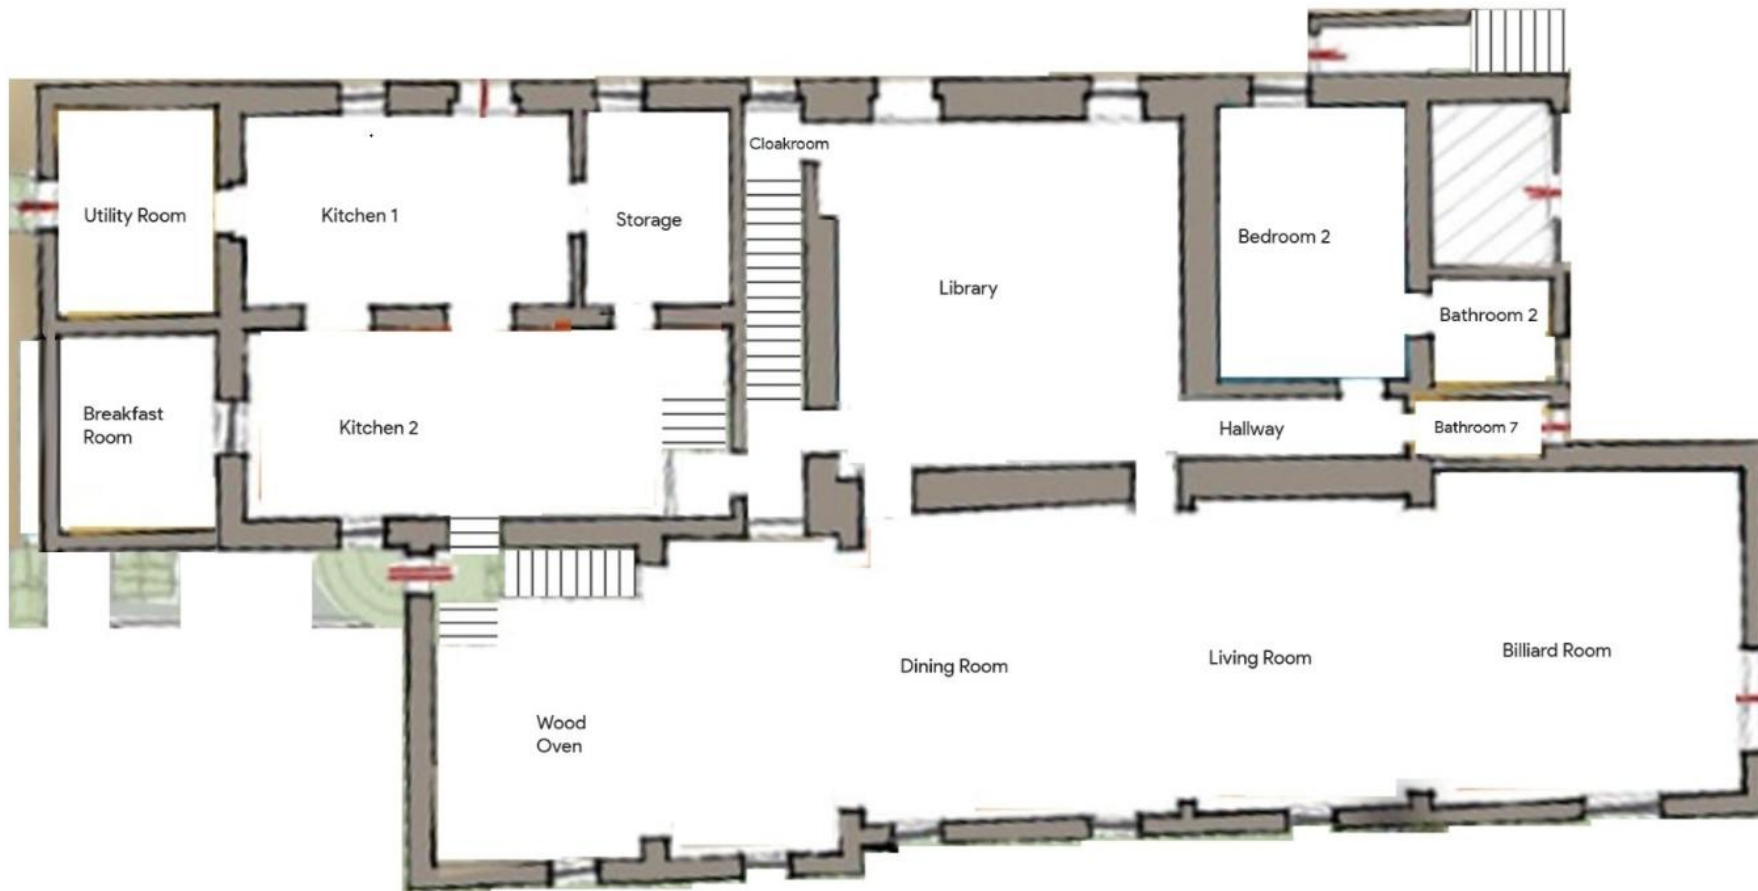 Cloakroom
Utility Room
Kitchen 1
Storage
Bedroom 2
Library
Bathroom 2
Breakfast
Room
Kitchen 2
Hallway
Bathroom 7
Dining Room
Living Room
Billiard Room
Wood
Oven